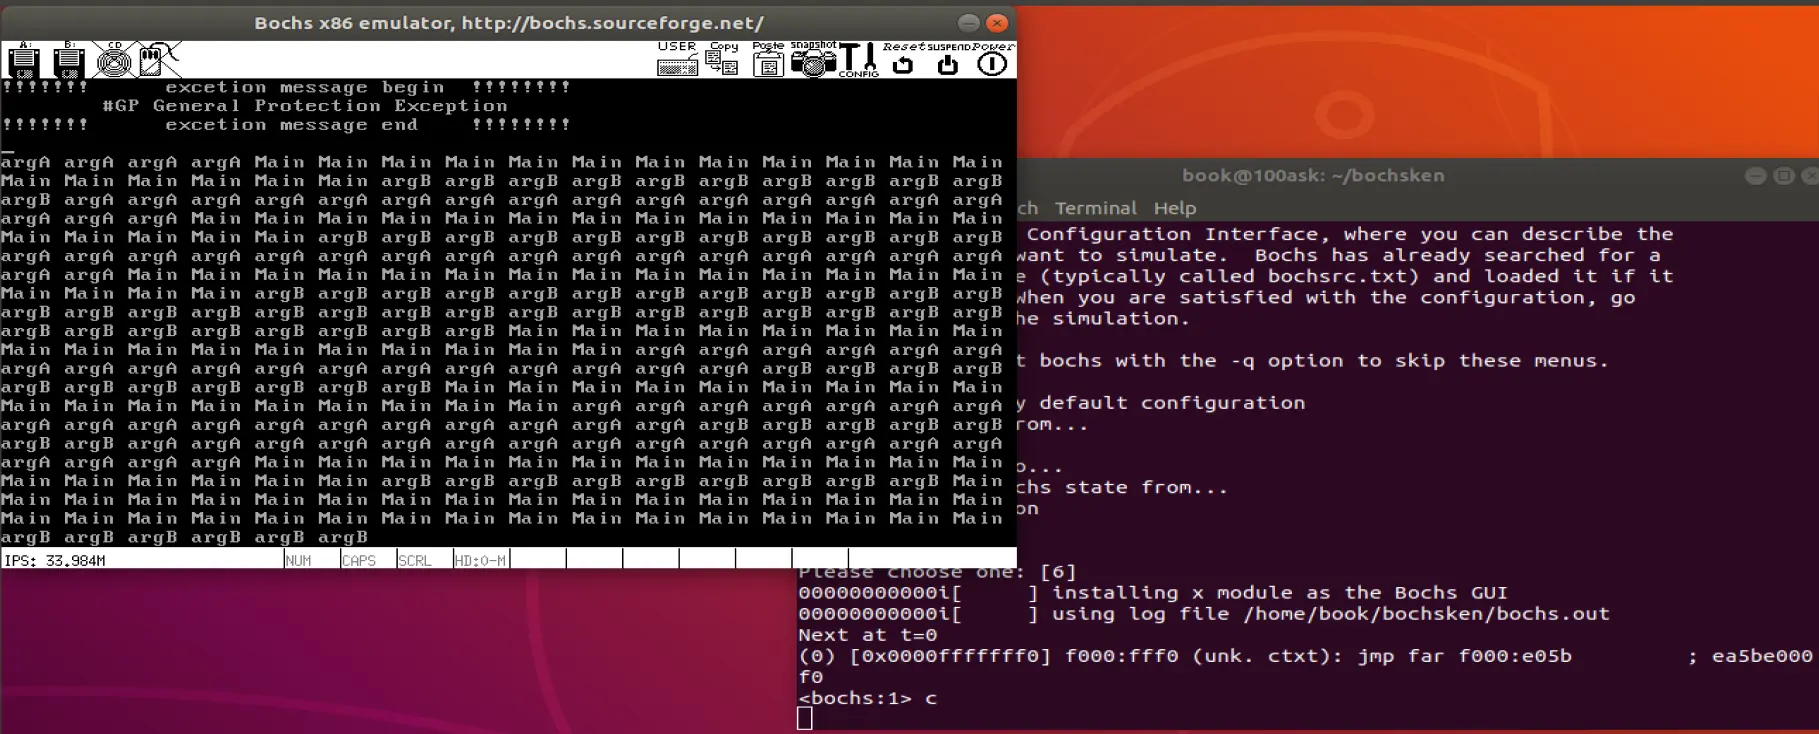 Bochs x86 emulator, http://bochs.sourceforge.net/
A: B: CD USER Copy Paste snapshot CONFIG Reset SUSPEND Power
!!!!!!! excetion message begin !!!!!!!!
#GP General Protection Exception
!!!!!!! excetion message end !!!!!!!!
argA argA argA argA Main Main Main Main Main Main Main Main Main Main Main Main
Main Main Main Main Main Main argB argB argB argB argB argB argB argB argB argB
argB argA argA argA argA argA argA argA argA argA argA argA argA argA argA argA
argA argA argA Main Main Main Main Main Main Main Main Main Main Main Main Main
Main Main Main Main Main argB argB argB argB argB argB argB argB argB argB argB
argA argA argA argA argA argA argA argA argA argA argA argA argA argA argA argA
argA argA Main Main Main Main Main Main Main Main Main Main Main Main Main Main
Main Main Main Main argB argB argB argB argB argB argB argB argB argB argB argB
argB argB argB argB argB argB argB argB argB argB argB argB argB argB argB argB
argB argB argB argB argB argB argB argB Main Main Main Main Main Main Main Main
Main Main Main Main Main Main Main Main Main Main argA argA argA argA argA argA
argA argA argA argA argA argA argA argA argA argA argB argB argB argB argB argB
argB argB argB argB argB argB argB Main Main Main Main Main Main Main Main Main
Main Main Main Main Main Main Main Main Main argA argA argA argA argA argA argA
argA argA argA argA argA argA argA argA argA argA argA argB argB argB argB argB
argB argB argA argA argA argA argA argA argA argA argA argA argA argA argA argA
argA argA argA argA Main Main Main Main Main Main Main Main Main Main Main Main
Main Main Main Main Main Main argB argB argB argB argB argB argB argB argB argB
Main Main Main Main Main Main Main Main Main Main Main Main Main Main Main Main
Main Main Main Main Main Main Main Main Main Main Main Main Main Main Main Main
argB argB argB argB argB argB
IPS: 33.984M NUM CAPS SCRL HD:0-M
book@100ask: ~/bochsken
ch Terminal Help
Configuration Interface, where you can describe the
want to simulate. Bochs has already searched for a
e (typically called bochsrc.txt) and loaded it if it
When you are satisfied with the configuration, go
he simulation.
t bochs with the -q option to skip these menus.
y default configuration
rom...
o...
chs state from...
on
Please choose one: [6]
00000000000i[ ] installing x module as the Bochs GUI
00000000000i[ ] using log file /home/book/bochsken/bochs.out
Next at t=0
(0) [0x0000fffffff0] f000:fff0 (unk. ctxt): jmp far f000:e05b ; ea5be000
f0
<bochs:1> c